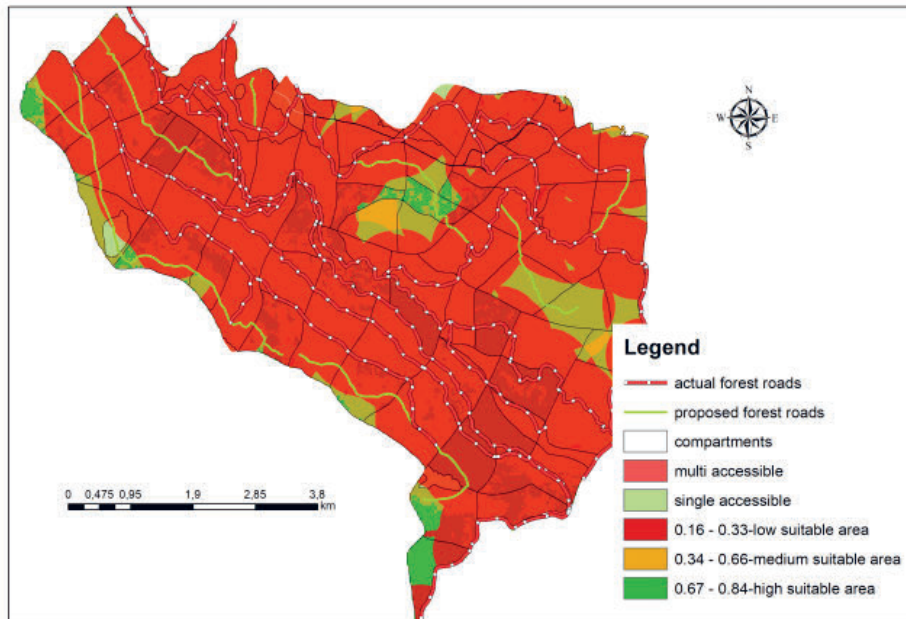 N
W E
S
Legend
actual forest roads
proposed forest roads
compartments
multi accessible
single accessible
0.16 - 0.33-low suitable area
0.34 - 0.66-medium suitable area
0.67 - 0.84-high suitable area
0 0,475 0,95 1,9 2,85 3,8
km